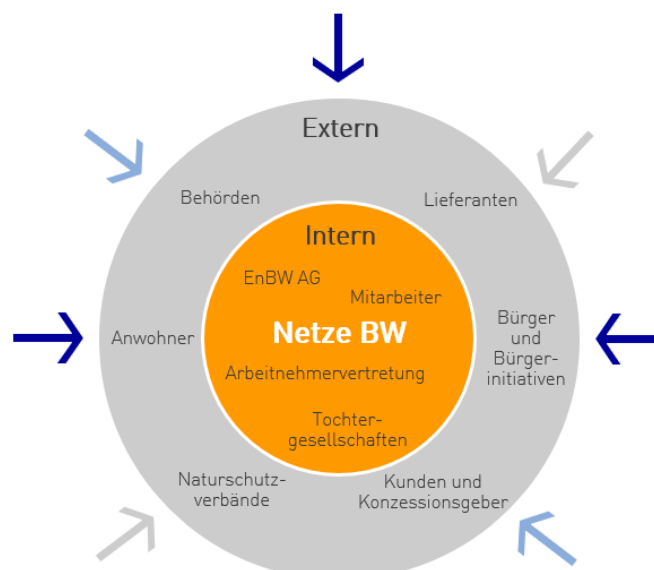 Extern
Behörden
Lieferanten
Intern
EnBW AG
Mitarbeiter
Netze BW
Anwohner
Bürger
und
Bürger-
initiativen
Arbeitnehmervertretung
Tochter-
gesellschaften
Naturschutz-
verbände
Kunden und
Konzessionsgeber